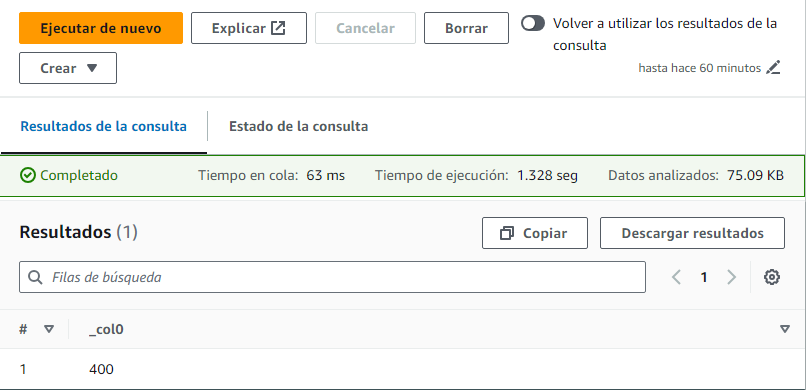 Ejecutar de nuevo
Explicar
Cancelar
Borrar
Volver a utilizar los resultados de la
consulta
hasta hace 60 minutos
Crear
Resultados de la consulta
Estado de la consulta
Completado
Tiempo en cola: 63 ms
Tiempo de ejecución: 1.328 seg
Datos analizados: 75.09 KB
Resultados (1)
Copiar
Descargar resultados
Filas de búsqueda
1
# _col0
1 400